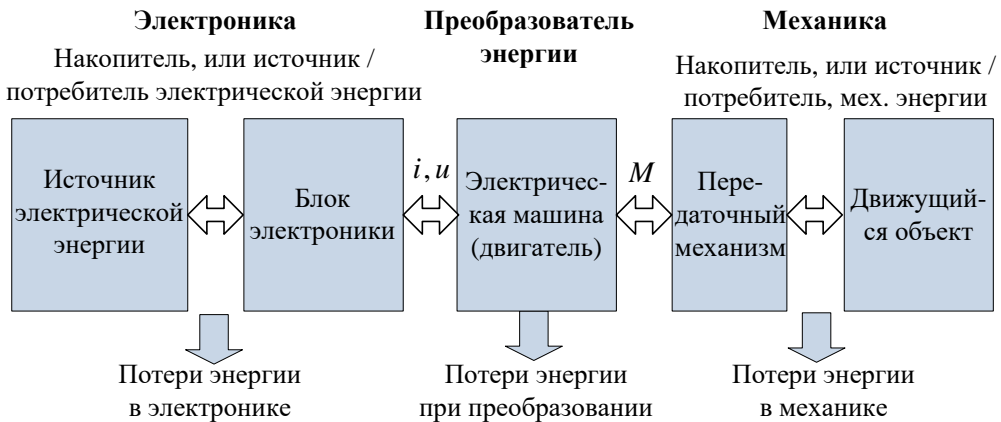 Электроника
Накопитель, или источник /
потребитель электрической энергии
Преобразователь
энергии
Механика
Накопитель, или источник /
потребитель, мех. энергии
Источник
электрической
энергии
Блок
электроники
i, u
Электричес-
кая машина
(двигатель)
M
Пере-
даточный
механизм
Движущий-
ся объект
Потери энергии
в электронике
Потери энергии
при преобразовании
Потери энергии
в механике